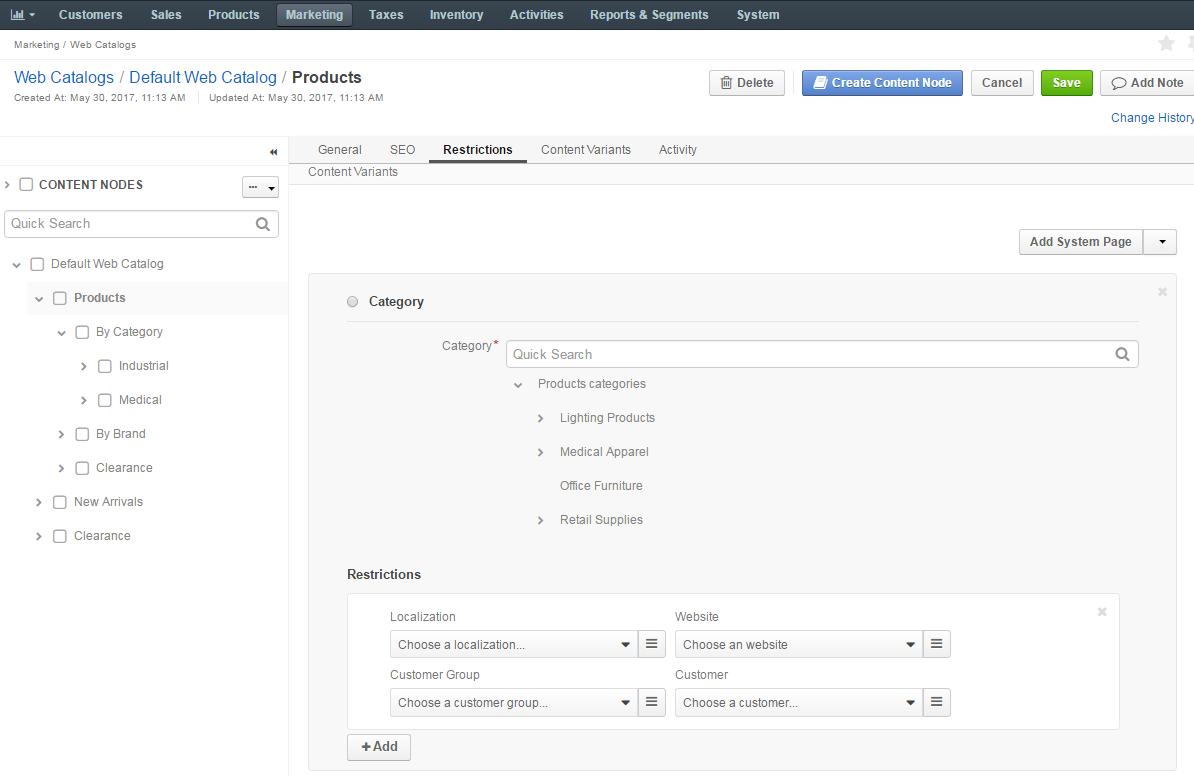 Customers Sales Products Marketing Taxes Inventory Activities Reports & Segments System
Marketing / Web Catalogs
Web Catalogs / Default Web Catalog / Products
Delete Create Content Node Cancel Save Add Note
Created At: May 30, 2017, 11:13 AM Updated At: May 30, 2017, 11:13 AM
Change History
General SEO Restrictions Content Variants Activity
Content Variants
CONTENT NODES
Quick Search
Default Web Catalog
Products
By Category
Industrial
Medical
By Brand
Clearance
New Arrivals
Clearance
Add System Page
Category
Category*
Quick Search
Products categories
Lighting Products
Medical Apparel
Office Furniture
Retail Supplies
Restrictions
Localization Website
Choose a localization... Choose an website
Customer Group Customer
Choose a customer group... Choose a customer...
+Add